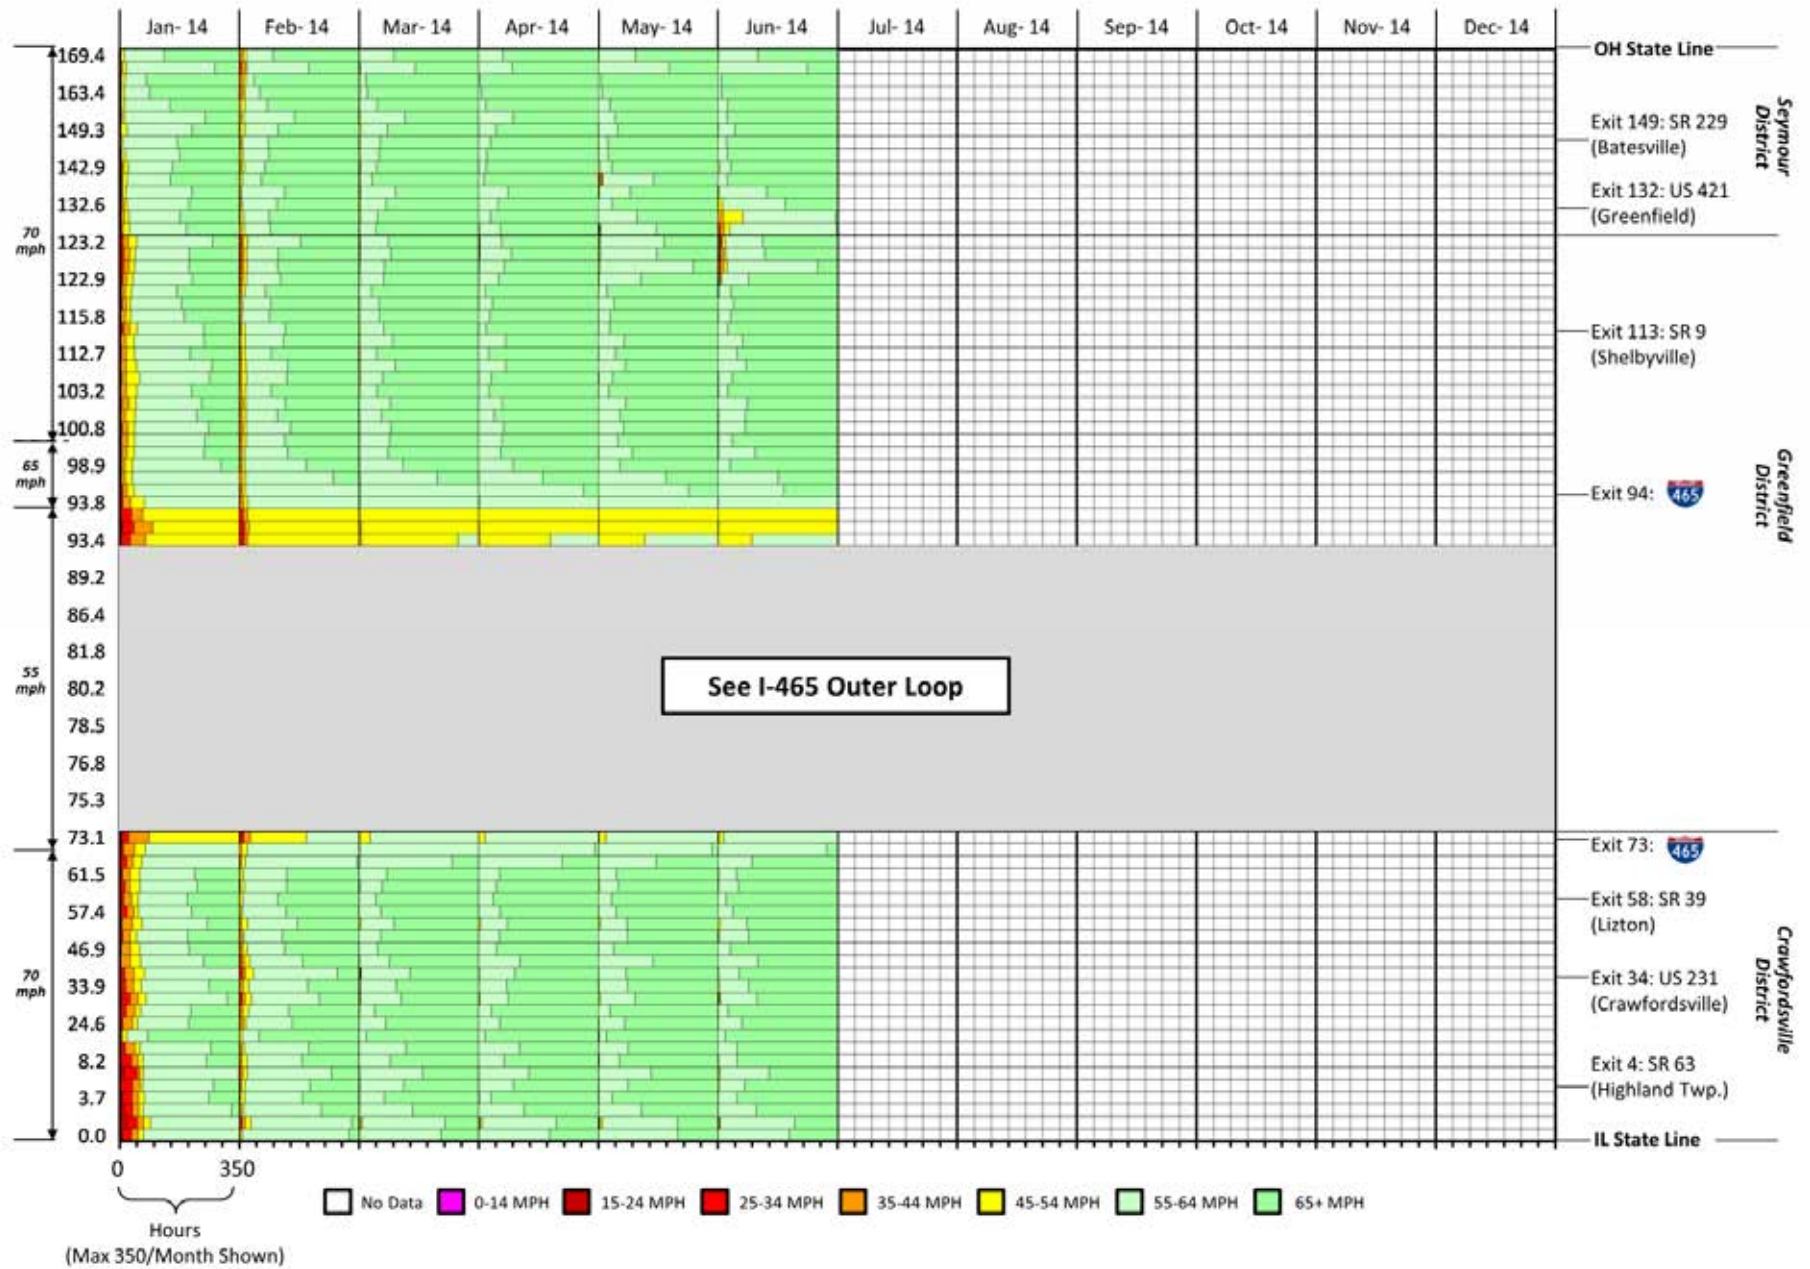 Jan- 14 Feb- 14 Mar- 14 Apr- 14 May- 14 Jun- 14 Jul- 14 Aug- 14 Sep- 14 Oct- 14 Nov- 14 Dec- 14
169.4
163.4
149.3
142.9
132.6
123.2
122.9
115.8
112.7
103.2
100.8
98.9
93.8
93.4
89.2
86.4
81.8
80.2
78.5
76.8
75.3
73.1
61.5
57.4
46.9
33.9
24.6
8.2
3.7
0.0
70
mph
65
mph
55
mph
70
mph
See I-465 Outer Loop
OH State Line
Exit 149: SR 229
(Batesville)
Exit 132: US 421
(Greenfield)
Exit 113: SR 9
(Shelbyville)
Exit 94: 465
Exit 73: 465
Exit 58: SR 39
(Lizton)
Exit 34: US 231
(Crawfordsville)
Exit 4: SR 63
(Highland Twp.)
IL State Line
Seymour
District
Greenfield
District
Crawfordsville
District
0 350
Hours
(Max 350/Month Shown)
No Data 0-14 MPH 15-24 MPH 25-34 MPH 35-44 MPH 45-54 MPH 55-64 MPH 65+ MPH